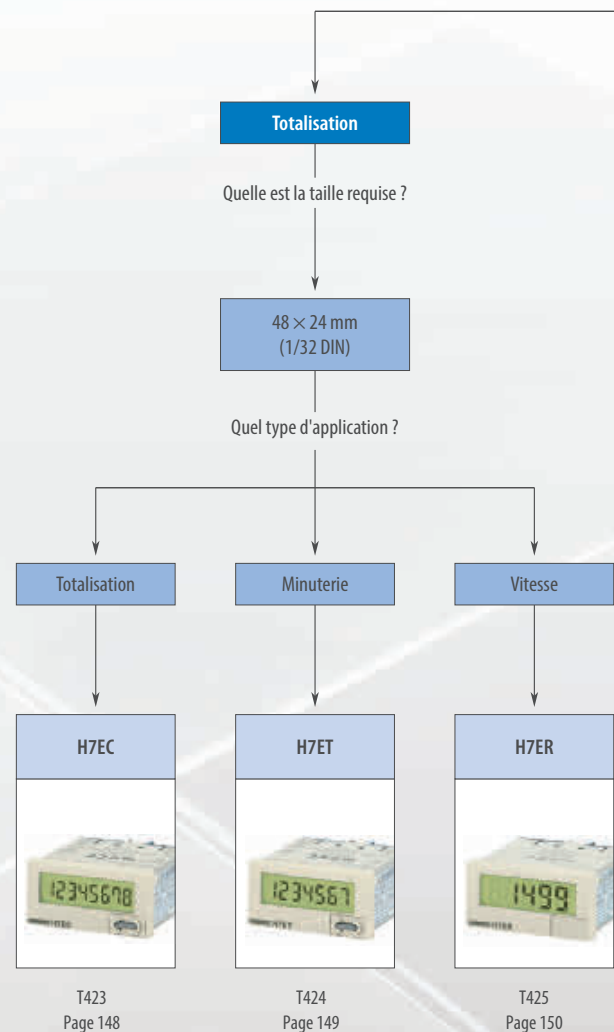 Totalisation
Quelle est la taille requise ?
48 × 24 mm
(1/32 DIN)
Quel type d'application ?
Totalisation
Minuterie
Vitesse
H7EC
H7ET
H7ER
12345678
1234567
1499
T423
Page 148
T424
Page 149
T425
Page 150